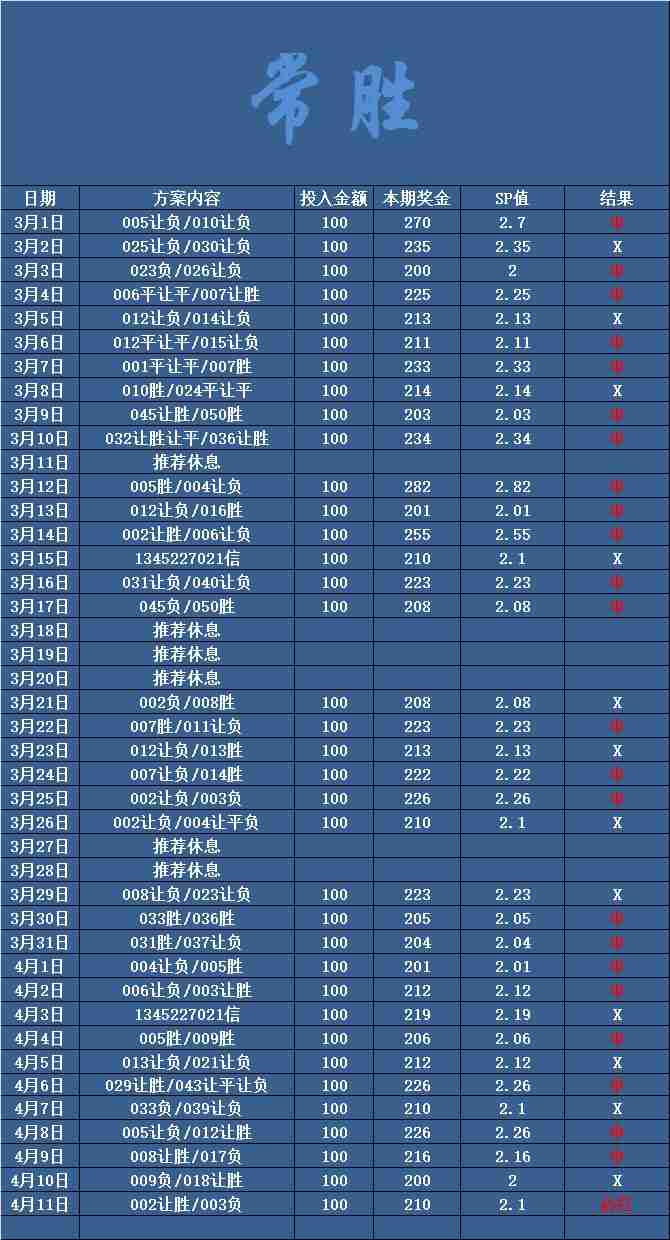 常胜
日期 方案内容 投入金额 本期奖金 SP值 结果
3月1日 005让负/010让负 100 270 2.7 中
3月2日 025让负/030让负 100 235 2.35 X
3月3日 023负/026让负 100 200 2 中
3月4日 006平让平/007让胜 100 225 2.25 中
3月5日 012让负/014让负 100 213 2.13 X
3月6日 012平让平/015让负 100 211 2.11 中
3月7日 001平让平/007胜 100 233 2.33 中
3月8日 010胜/024平让平 100 214 2.14 X
3月9日 045让胜/050胜 100 203 2.03 中
3月10日 032让胜让平/036让胜 100 234 2.34 中
3月11日 推荐休息
3月12日 005胜/004让负 100 282 2.82 中
3月13日 012让负/016胜 100 201 2.01 中
3月14日 002让胜/006让负 100 255 2.55 中
3月15日 1345227021信 100 210 2.1 X
3月16日 031让负/040让负 100 223 2.23 中
3月17日 045负/050胜 100 208 2.08 中
3月18日 推荐休息
3月19日 推荐休息
3月20日 推荐休息
3月21日 002负/008胜 100 208 2.08 X
3月22日 007胜/011让负 100 223 2.23 中
3月23日 012让负/013胜 100 213 2.13 X
3月24日 007让负/014胜 100 222 2.22 中
3月25日 002让负/003负 100 226 2.26 中
3月26日 002让负/004让平负 100 210 2.1 X
3月27日 推荐休息
3月28日 推荐休息
3月29日 008让负/023让负 100 223 2.23 X
3月30日 033胜/036胜 100 205 2.05 中
3月31日 031胜/037让负 100 204 2.04 中
4月1日 004让负/005胜 100 201 2.01 中
4月2日 006让负/003让胜 100 212 2.12 中
4月3日 1345227021信 100 219 2.19 X
4月4日 005胜/009胜 100 206 2.06 中
4月5日 013让负/021让负 100 212 2.12 X
4月6日 029让胜/043让平让负 100 226 2.26 中
4月7日 033负/039让负 100 210 2.1 X
4月8日 005让负/012让胜 100 226 2.26 中
4月9日 008让胜/017负 100 216 2.16 中
4月10日 009负/018让胜 100 200 2 X
4月11日 002让胜/003负 100 210 2.1